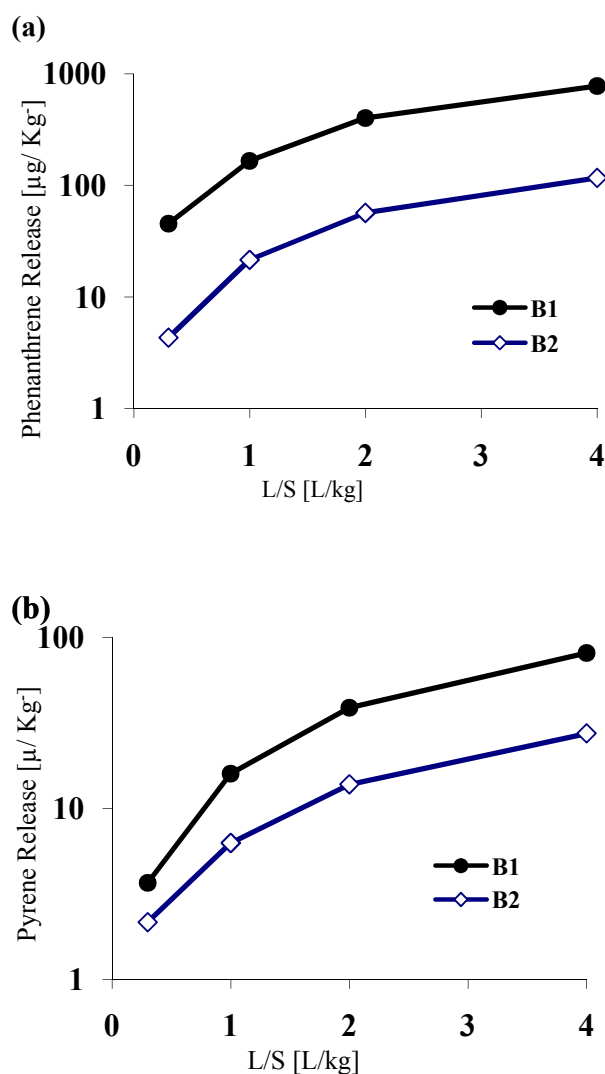 (a)
Phenanthrene Release [µg/ Kg-]
1000
100
10
1
B1
B2
0 1 2 3 4
L/S [L/kg]
(b)
Pyrene Release [µ/ Kg-]
100
10
1
B1
B2
0 1 2 3 4
L/S [L/kg]